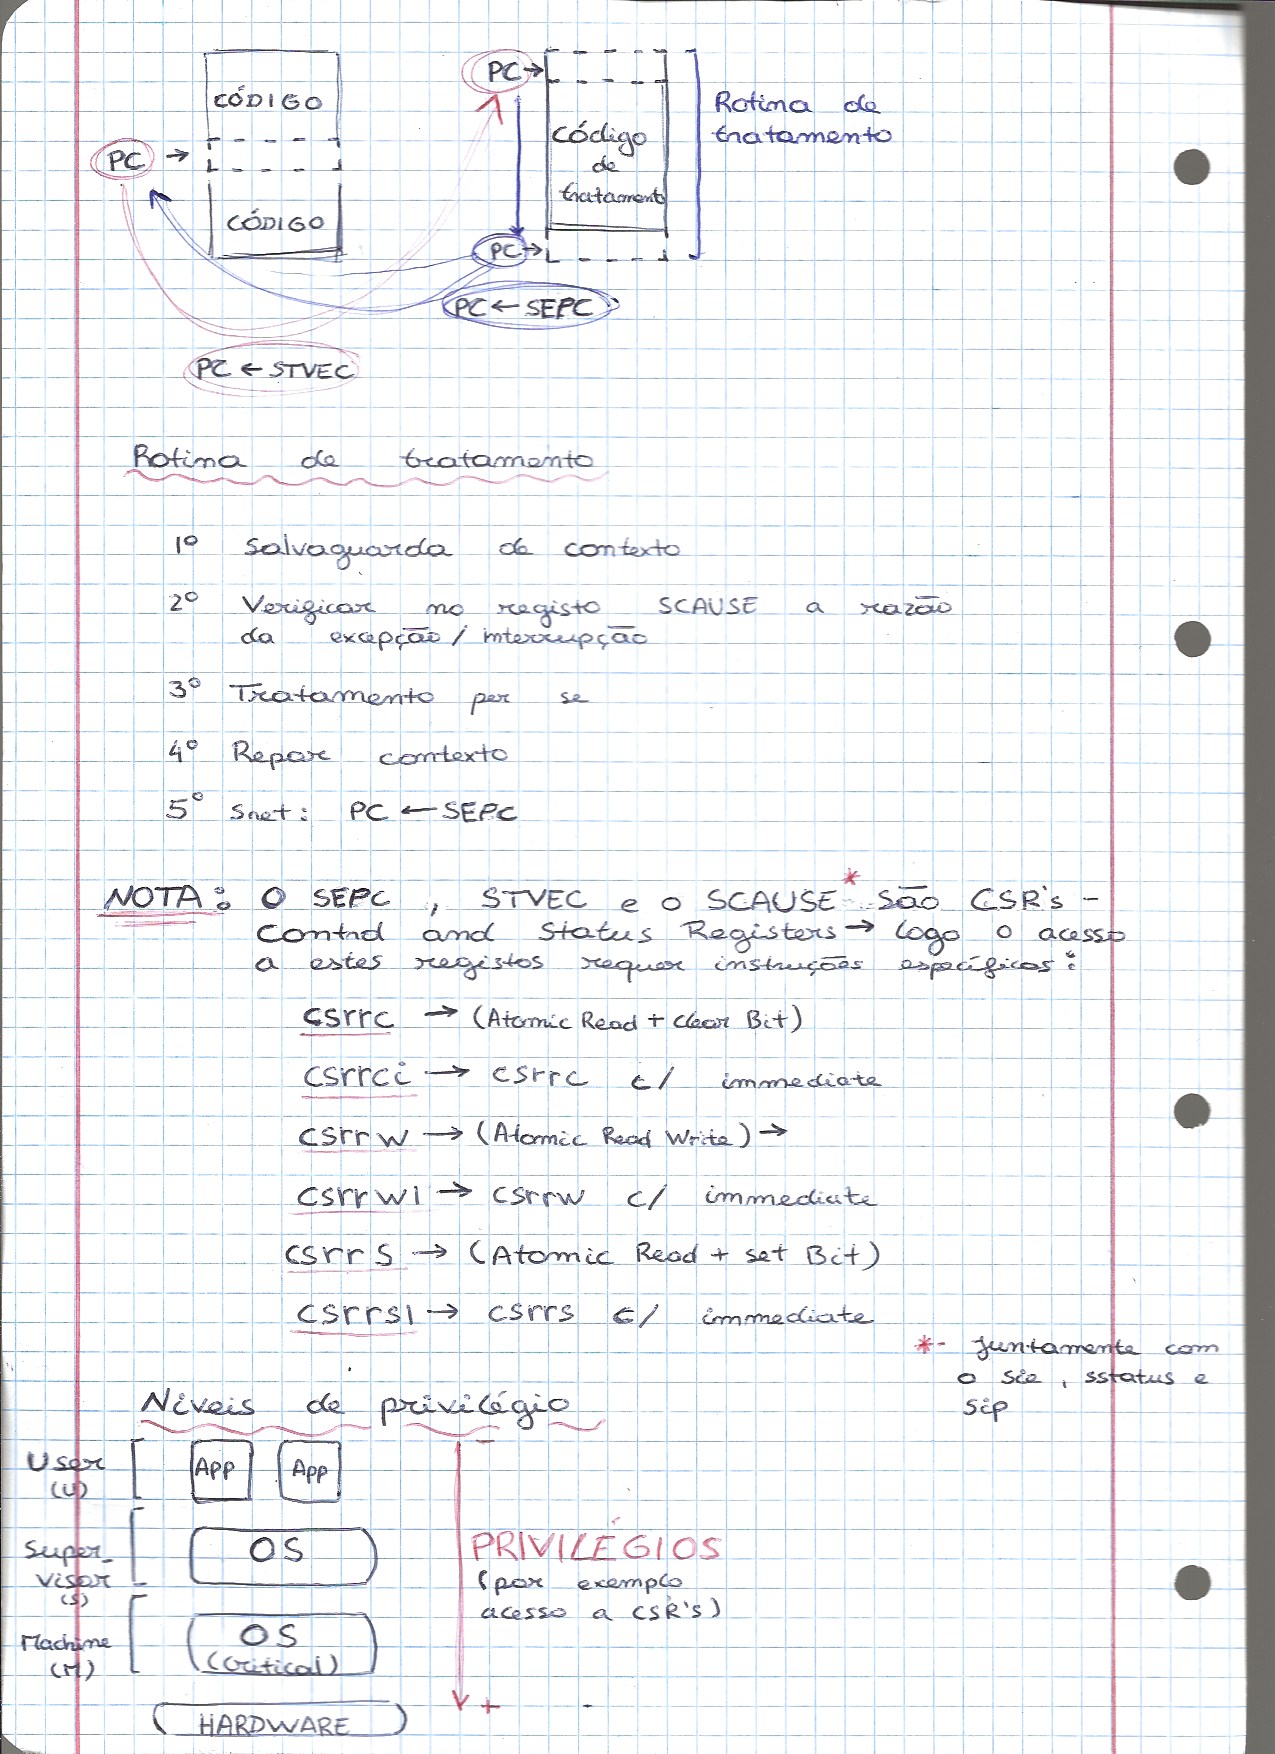 CÓDIGO
PC →
CÓDIGO
PC →
Código
de
tratamento
PC →
Rotina de
tratamento
PC ← SEPC
PC ← STVEC
Rotina de tratamento
1º Salvaguarda de contexto
2º Verificar no registo SCAUSE a razão
da excepção / interrupção
3º Tratamento per se
4º Repor contexto
5º Sret: PC ← SEPC
NOTA: O SEPC, STVEC e o SCAUSE* são CSR's -
Control and Status Registers → logo o acesso
a estes registos requer instruções específicos:
csrrc → (Atomic Read + clear Bit)
csrrci → csrrc c/ immediate
csrrw → (Atomic Read Write) →
csrrwi → csrrw c/ immediate
csrrs → (Atomic Read + set Bit)
csrrsi → csrrs c/ immediate
*- Juntamente com
o sie, sstatus e
sip
Níveis de privilégio
User
(U)
App App
Super-
visor
(S)
OS
Machine
(M)
OS
(critical)
HARDWARE
-
PRIVILÉGIOS
(por exemplo
acesso a CSR's)
+